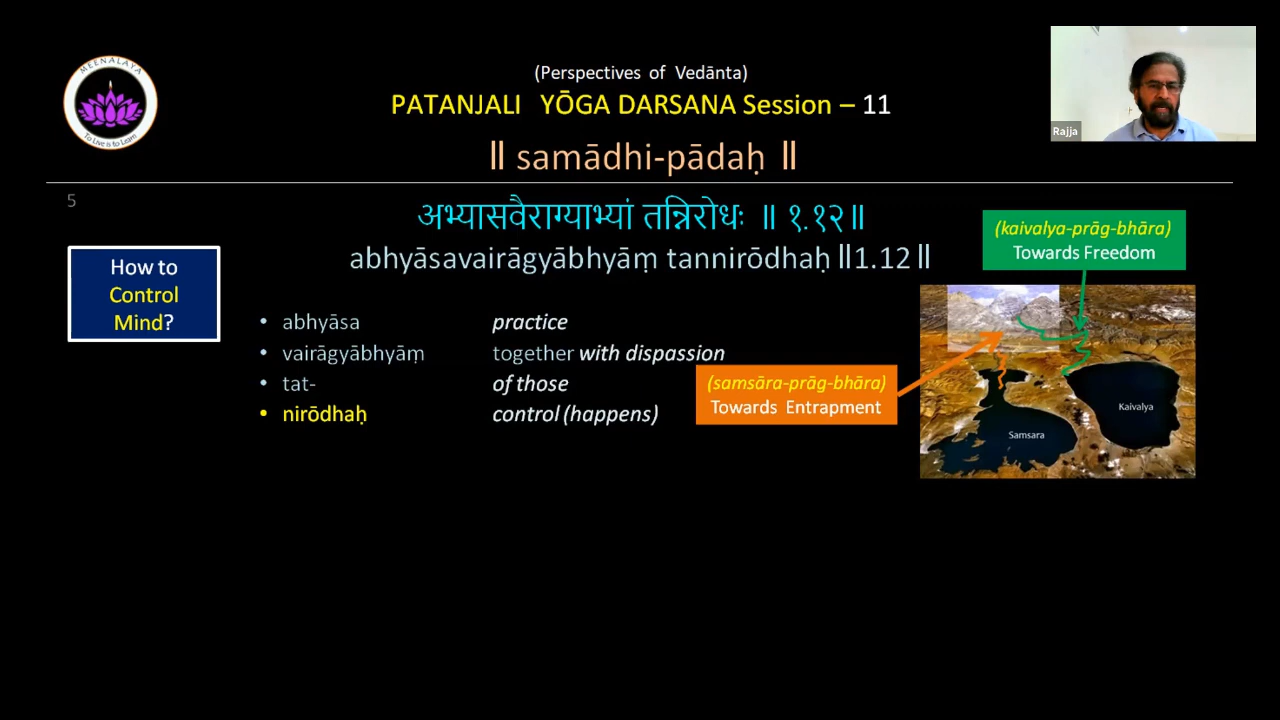 MEENALAYA
To Live is to Learn
(Perspectives of Vedānta)
PATANJALI YŌGA DARSANA Session – 11
॥ samādhi-pādaḥ ॥
Rajja
5
अभ्यासवैराग्याभ्यां तन्निरोधः ॥ १.१२॥
abhyāsavairāgyābhyāṃ tannirōdhaḥ॥1.12॥
(kaivalya-prāg-bhāra)
Towards Freedom
How to
Control
Mind?
• abhyāsa practice
• vairāgyābhyāṃ together with dispassion
• tat- of those
• nirōdhaḥ control (happens)
(samsāra-prāg-bhāra)
Towards Entrapment
Kaivalya
Samsara